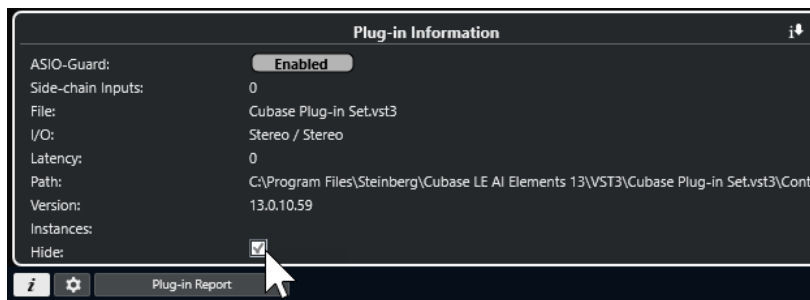 Plug-in Information
ASIO-Guard: Enabled
Side-chain Inputs: 0
File: Cubase Plug-in Set.vst3
I/O: Stereo / Stereo
Latency: 0
Path: C:\Program Files\Steinberg\Cubase LE AI Elements 13\VST3\Cubase Plug-in Set.vst3\Cont
Version: 13.0.10.59
Instances:
Hide:
i Plug-in Report